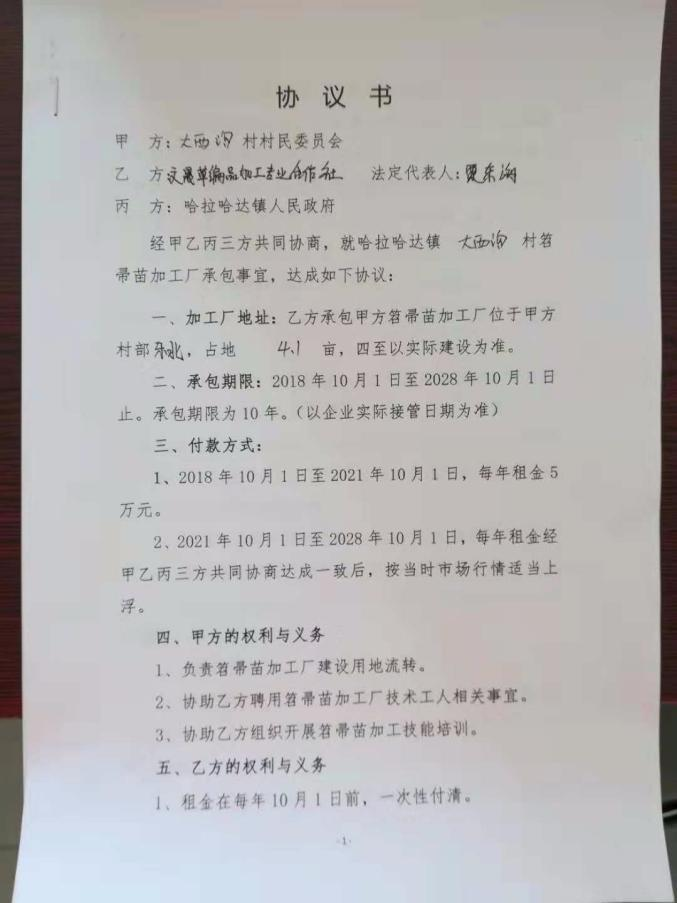 协 议 书
甲 方：大西沟 村村民委员会
乙 方 文晟草编品加工专业合作社 法定代表人：
丙 方：哈拉哈达镇人民政府
经甲乙丙三方共同协商，就哈拉哈达镇 大西沟 村笤
帚苗加工厂承包事宜，达成如下协议：
一、加工厂地址：乙方承包甲方笤帚苗加工厂位于甲方
村部东北，占地 4.1 亩，四至以实际建设为准。
二、承包期限：2018 年 10 月 1 日至 2028 年 10 月 1 日
止。承包期限为 10 年。（以企业实际接管日期为准）
三、付款方式：
1、2018 年 10 月 1 日至 2021 年 10 月 1 日，每年租金 5
万元。
2、2021 年 10 月 1 日至 2028 年 10 月 1 日，每年租金经
甲乙丙三方共同协商达成一致后，按当时市场行情适当上
浮。
四、甲方的权利与义务
1、负责笤帚苗加工厂建设用地流转。
2、协助乙方聘用笤帚苗加工厂技术工人相关事宜。
3、协助乙方组织开展笤帚苗加工技能培训。
五、乙方的权利与义务
1、租金在每年 10 月 1 日前，一次性付清。
-1-